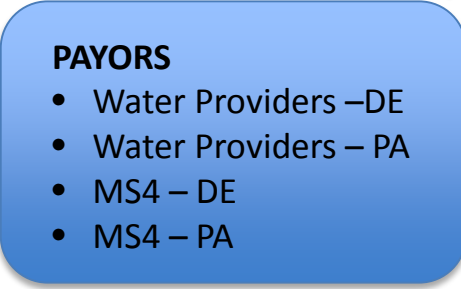 PAYORS
• Water Providers –DE
• Water Providers – PA
• MS4 – DE
• MS4 – PA